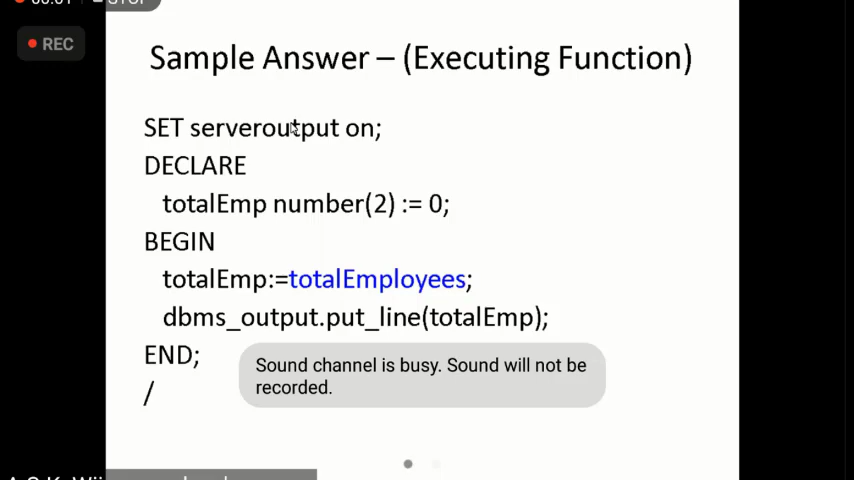 REC
Sample Answer – (Executing Function)
SET serveroutput on;
DECLARE
totalEmp number(2) := 0;
BEGIN
totalEmp:=totalEmployees;
dbms_output.put_line(totalEmp);
END;
/
Sound channel is busy. Sound will not be
recorded.